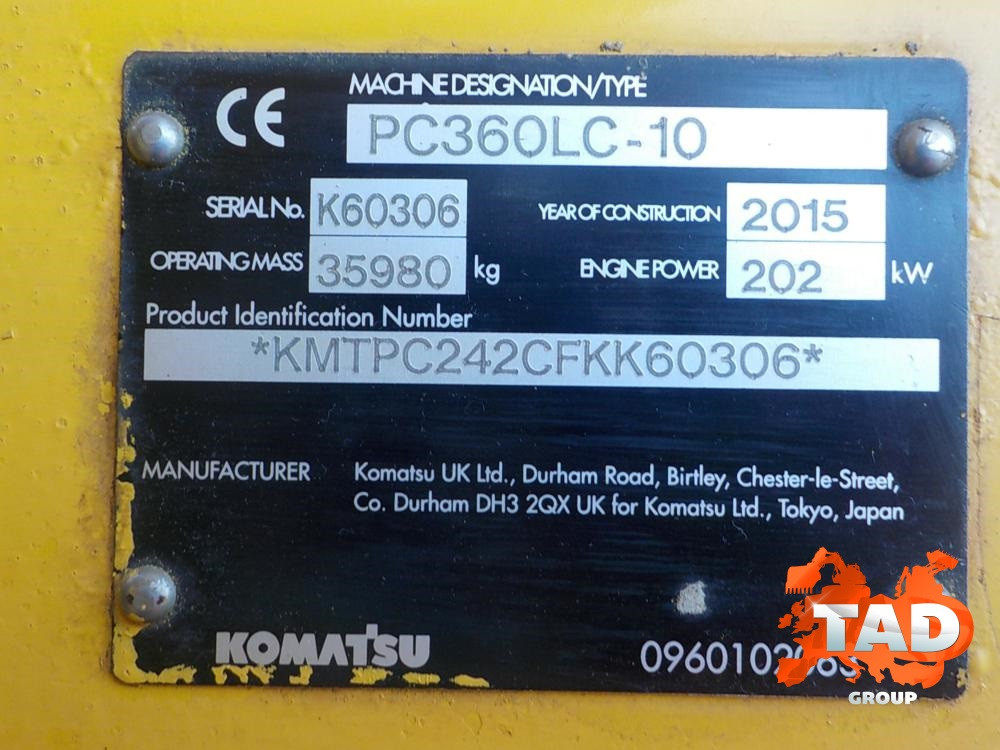 CE
MACHINE DESIGNATION/TYPE
PC360LC-10
SERIAL No. K60306 YEAR OF CONSTRUCTION 2015
OPERATING MASS 35980 kg ENGINE POWER 202 kW
Product Identification Number
*KMTPC242CFKK60306*
MANUFACTURER Komatsu UK Ltd., Durham Road, Birtley, Chester-le-Street,
Co. Durham DH3 2QX UK for Komatsu Ltd., Tokyo, Japan
KOMATSU
TAD
GROUP